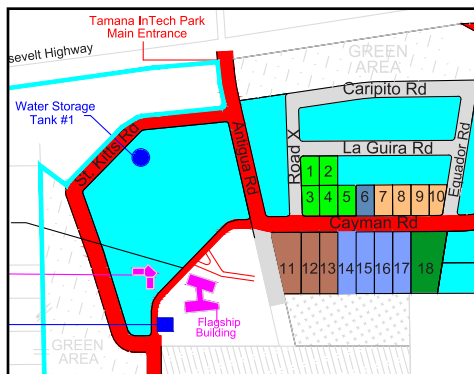 Tamana InTech Park
Main Entrance
sevelt Highway
GREEN
AREA
Caripito Rd
Water Storage
Tank #1
St. Kitts Rd
Antigua Rd
Road X
La Guira Rd
Equador Rd
1 2
3 4 5 6 7 8 9 10
Cayman Rd
11 12 13 14 15 16 17 18
Flagship
Building
GREEN
AREA